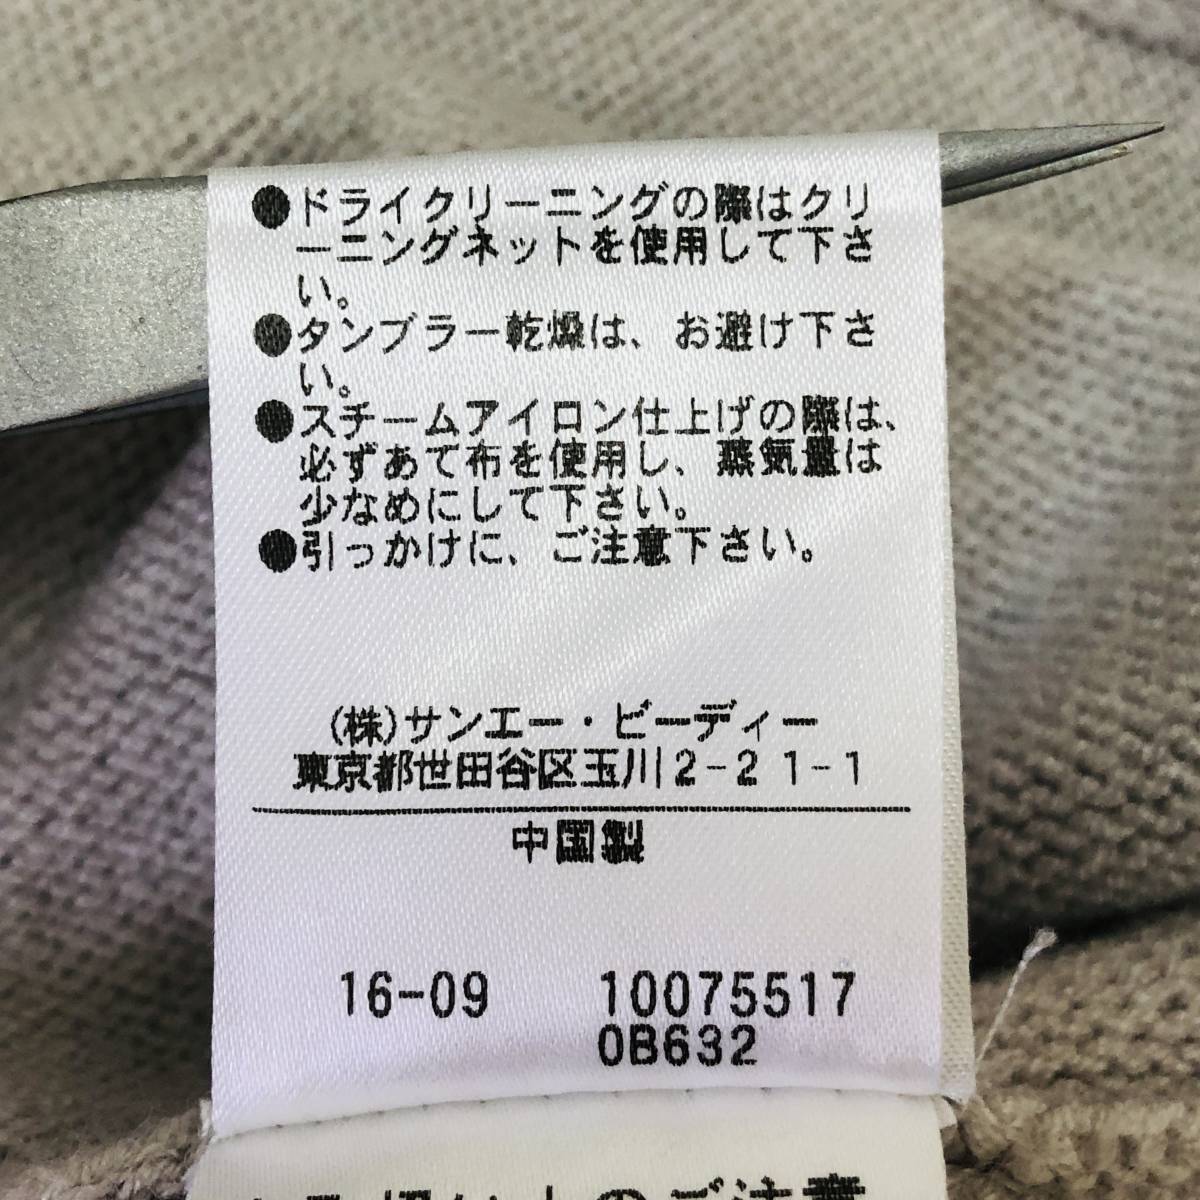 ●ドライクリーニングの際はクリ
ーニングネットを使用して下さ
い。
●タンブラー乾燥は、お避け下さ
い。
●スチームアイロン仕上げの際は、
必ずあて布を使用し、蒸気量は
少なめにして下さい。
●引っかけに、ご注意下さい。
(株)サンエー・ビーディー
東京都世田谷区玉川2-21-1
中国製
16-09 10075517
0B632
のご注意